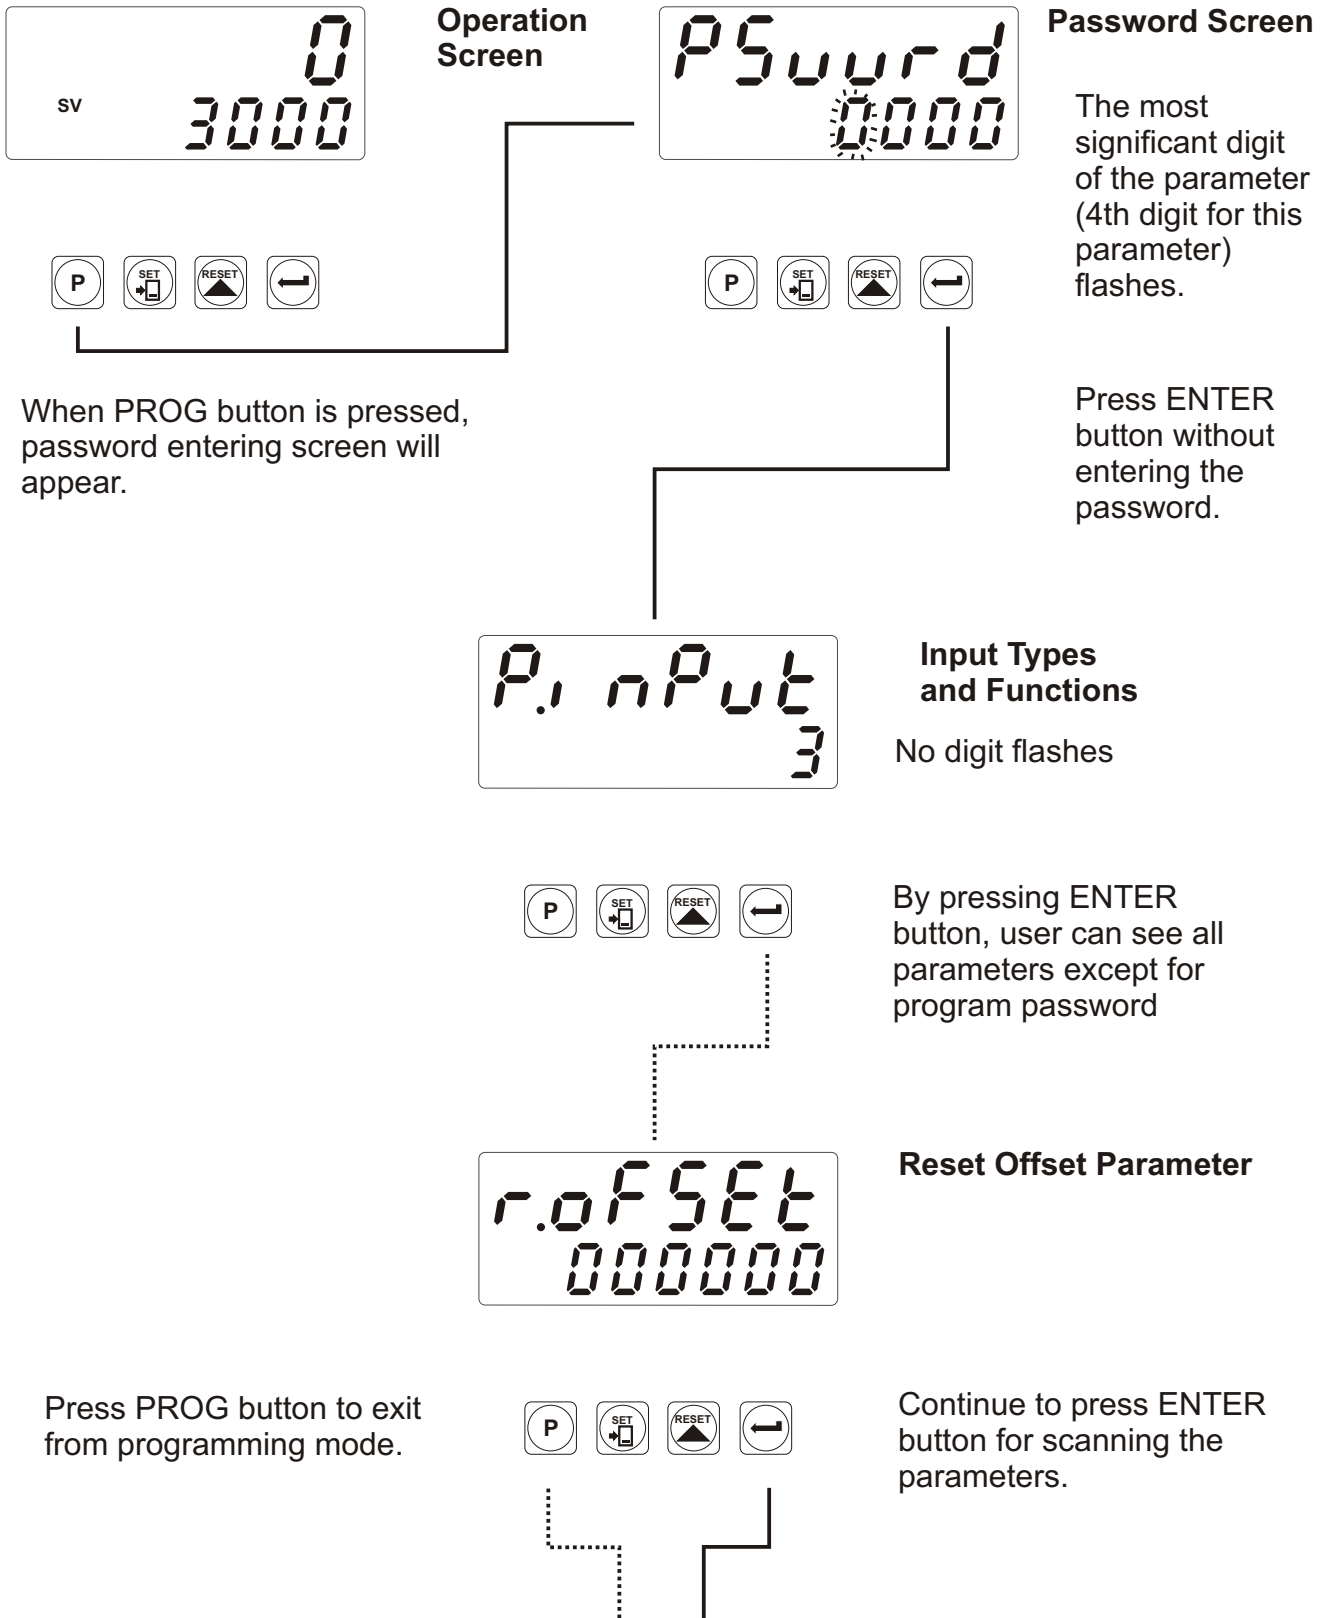 0
SV 3000
Operation
Screen
PSuurd
0000
Password Screen
The most
significant digit
of the parameter
(4th digit for this
parameter)
flashes.
P SET RESET
P SET RESET
When PROG button is pressed,
password entering screen will
appear.
Press ENTER
button without
entering the
password.
P.inPut
3
Input Types
and Functions
No digit flashes
P SET RESET
By pressing ENTER
button, user can see all
parameters except for
program password
r.oFSEt
000000
Reset Offset Parameter
Press PROG button to exit
from programming mode.
P SET RESET
Continue to press ENTER
button for scanning the
parameters.